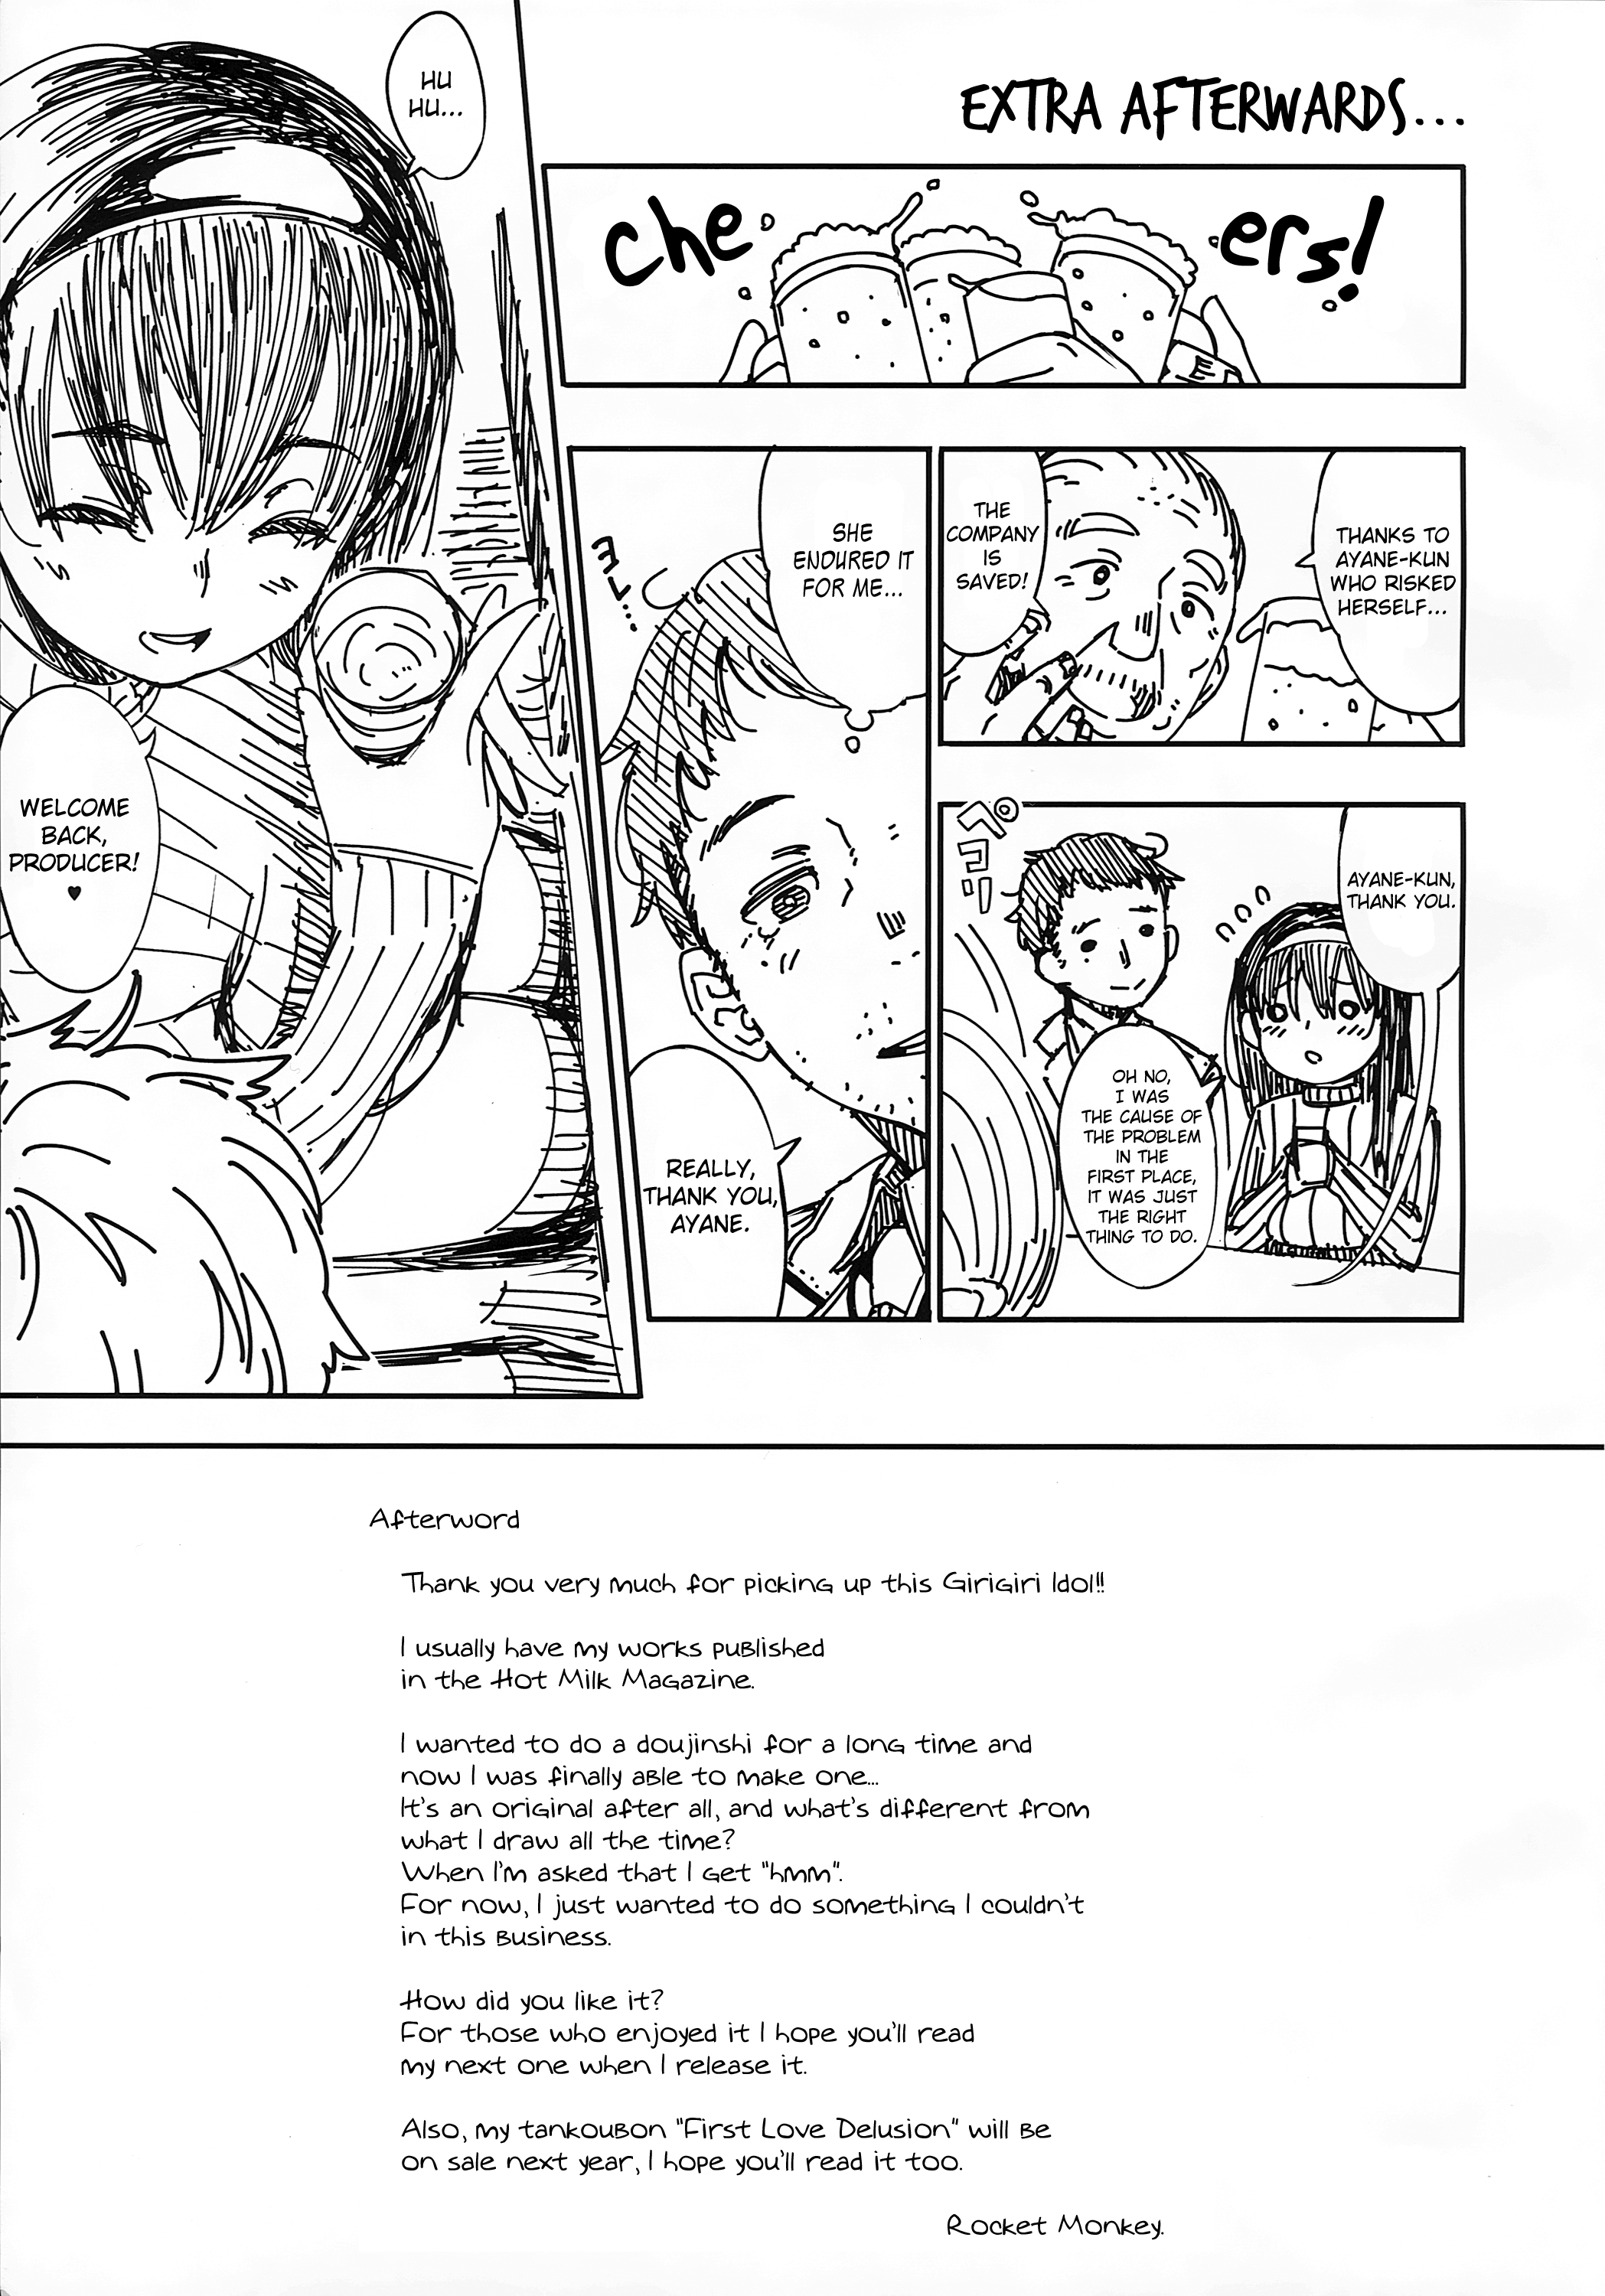 EXTRA AFTERWARDS...
che
ers!
THANKS TO
AYANE-KUN
WHO RISKED
HERSELF...
THE
COMPANY
IS
SAVED!
AYANE-KUN,
THANK YOU.
ペコリ
OH NO,
I WAS
THE CAUSE OF
THE PROBLEM
IN THE
FIRST PLACE,
IT WAS JUST
THE RIGHT
THING TO DO.
SHE
ENDURED IT
FOR ME...
REALLY,
THANK YOU,
AYANE.
HU
HU...
WELCOME
BACK,
PRODUCER!
♥
Afterword
Thank you very much for picking up this Girigiri Idol!!
I usually have my works published
in the Hot Milk Magazine.
I wanted to do a doujinshi for a long time and
now I was finally able to make one...
It's an original after all, and what's different from
what I draw all the time?
When I'm asked that I get "hmm".
For now, I just wanted to do something I couldn't
in this business.
How did you like it?
For those who enjoyed it I hope you'll read
my next one when I release it.
Also, my tankoubon "First Love Delusion" will be
on sale next year, I hope you'll read it too.
Rocket Monkey.